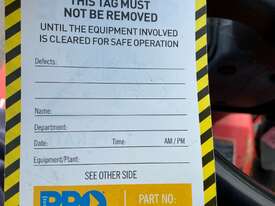 THIS TAG MUST
NOT BE REMOVED
UNTIL THE EQUIPMENT INVOLVED
IS CLEARED FOR SAFE OPERATION
Defects:
Name:
Department:
Date: Time: AM / PM
Equipment/Plant:
SEE OTHER SIDE
PRO PART NO: